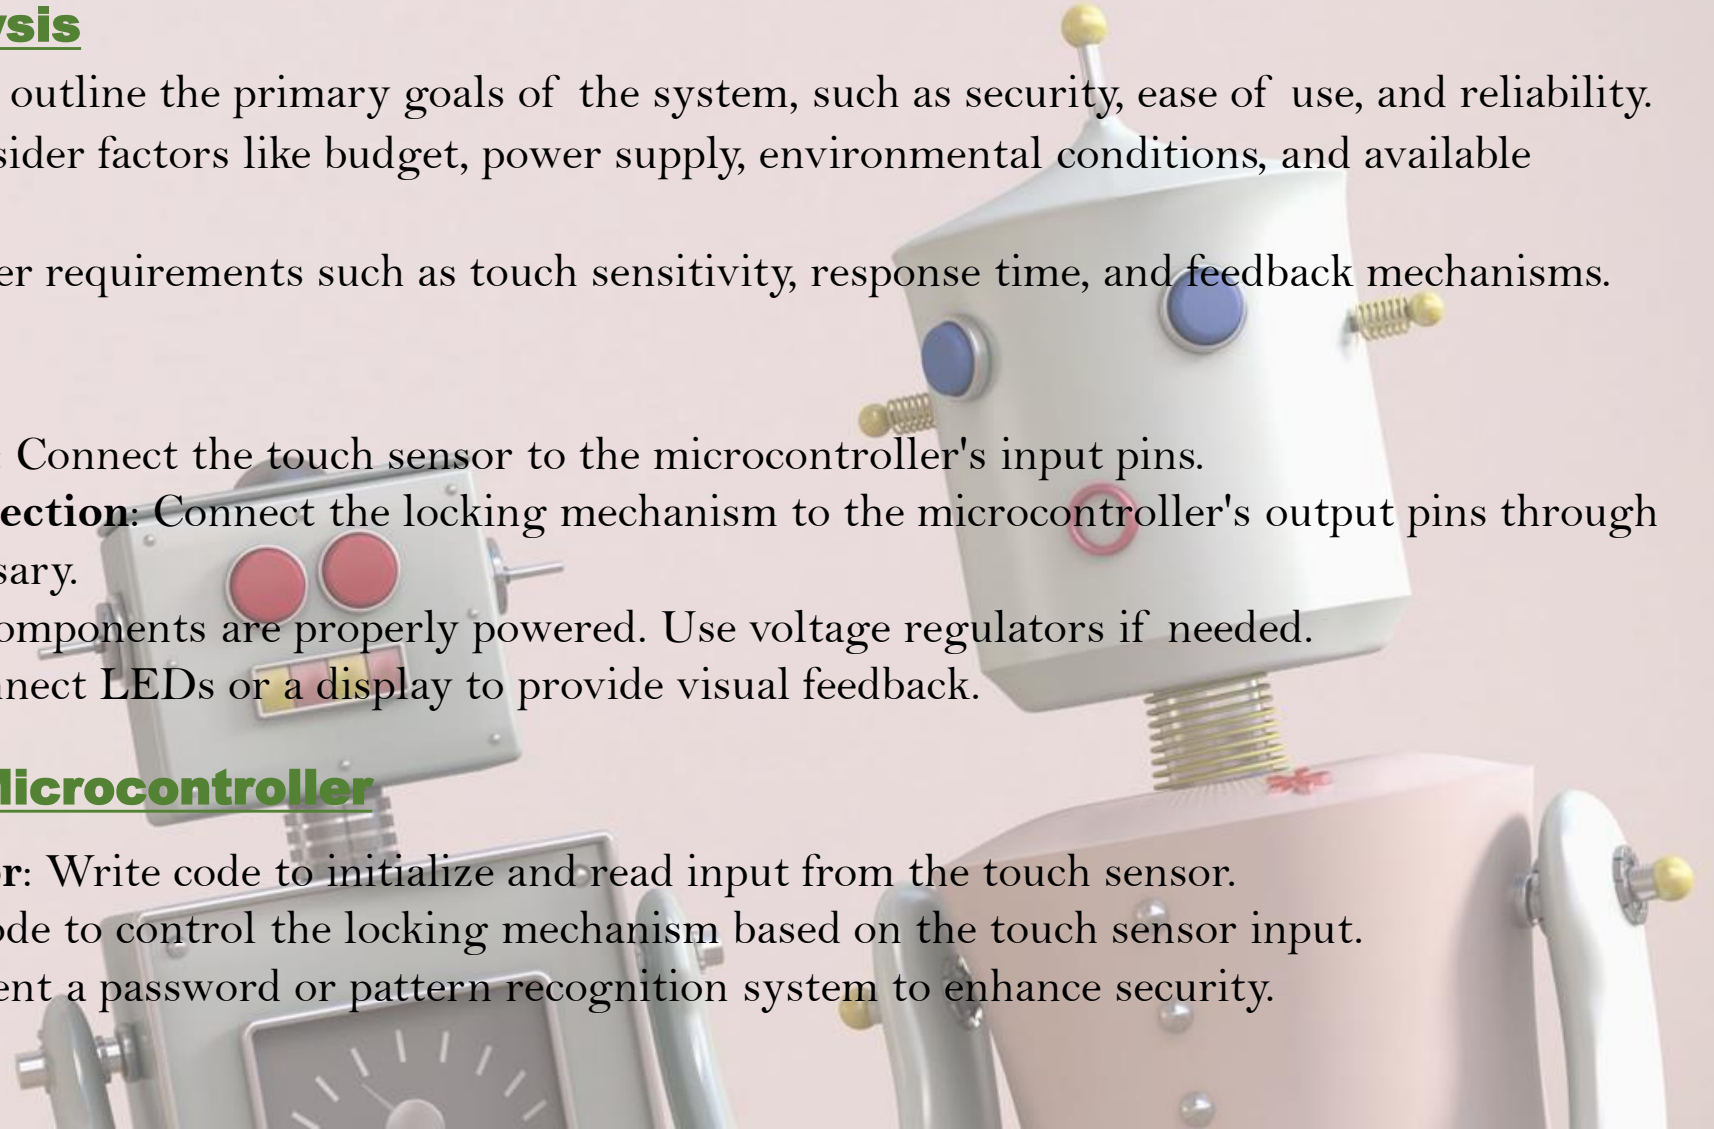 ysis
outline the primary goals of the system, such as security, ease of use, and reliability.
sider factors like budget, power supply, environmental conditions, and available
er requirements such as touch sensitivity, response time, and feedback mechanisms.
: Connect the touch sensor to the microcontroller's input pins.
ection: Connect the locking mechanism to the microcontroller's output pins through
sary.
omponents are properly powered. Use voltage regulators if needed.
nnect LEDs or a display to provide visual feedback.
Microcontroller
or: Write code to initialize and read input from the touch sensor.
ode to control the locking mechanism based on the touch sensor input.
ent a password or pattern recognition system to enhance security.